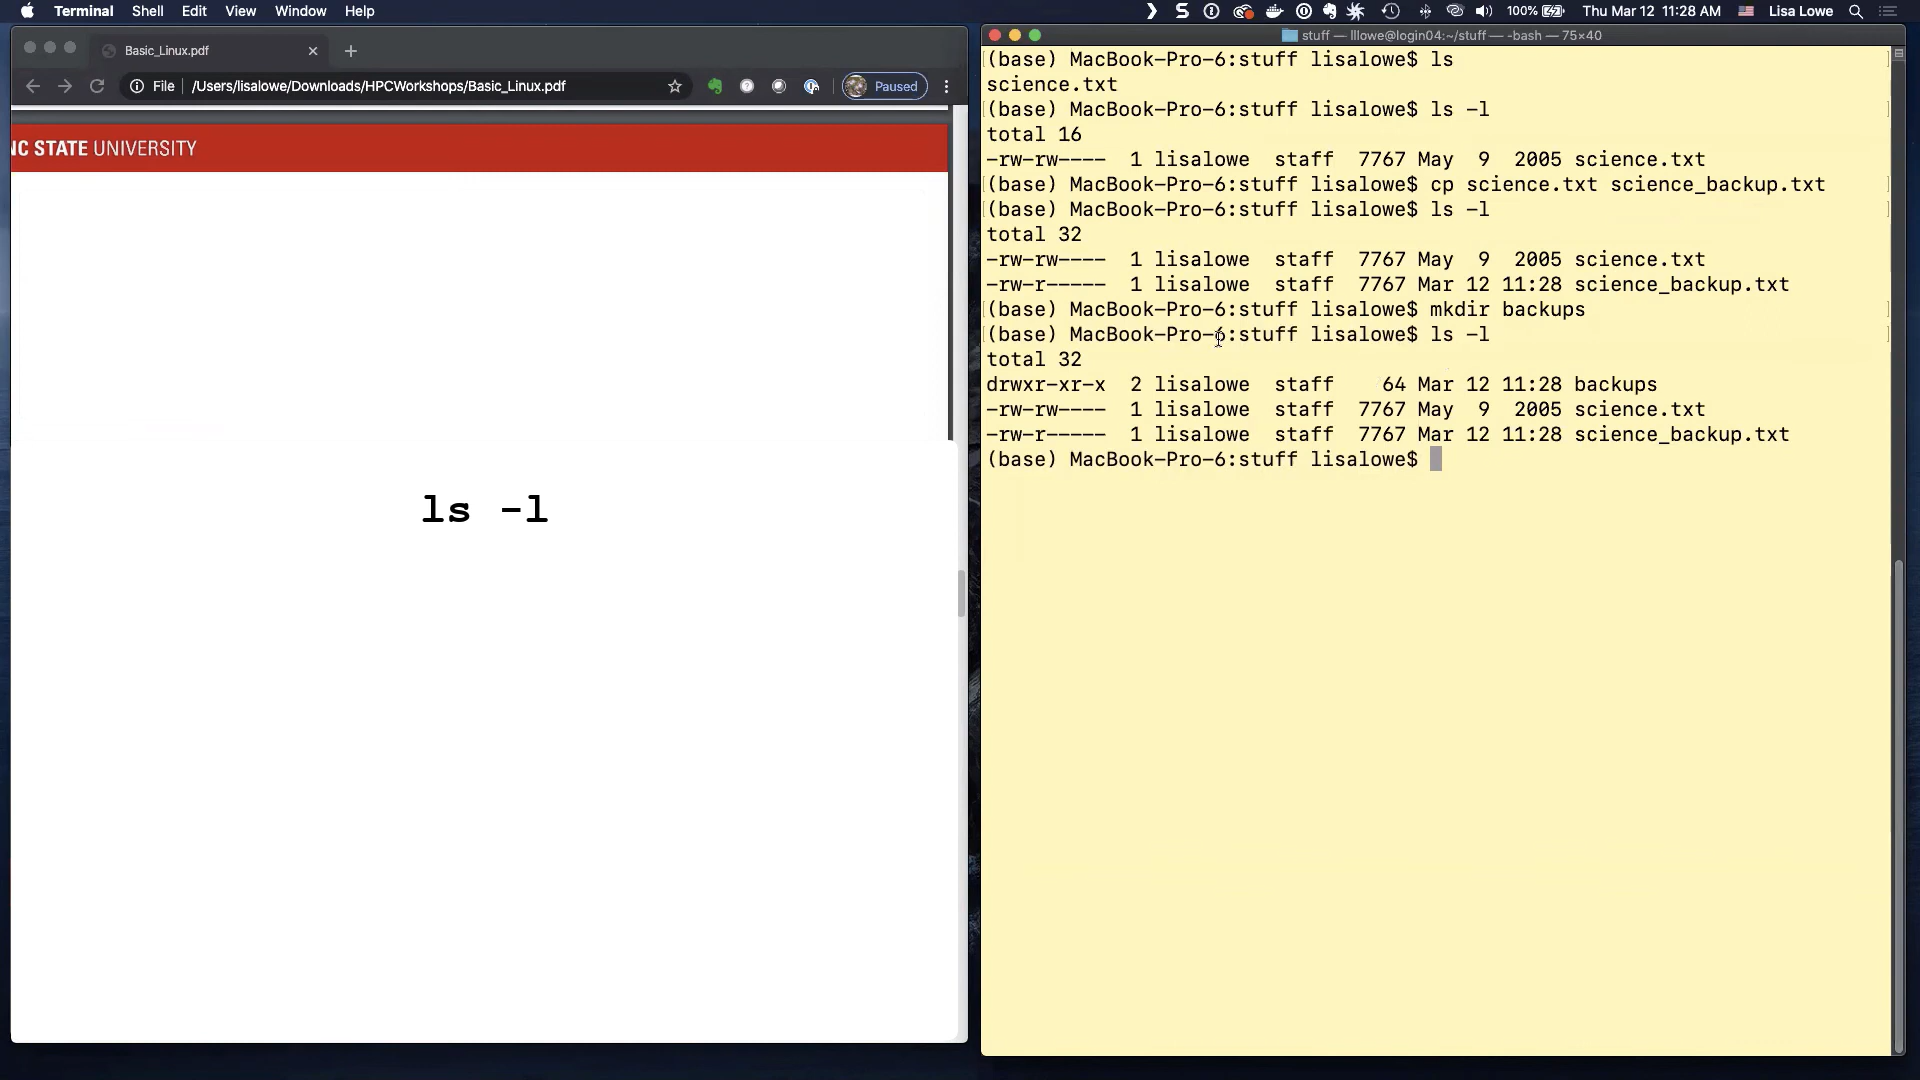 Terminal Shell Edit View Window Help
100% Thu Mar 12 11:28 AM Lisa Lowe
Basic_Linux.pdf
File /Users/lisalowe/Downloads/HPCWorkshops/Basic_Linux.pdf Paused
NC STATE UNIVERSITY
ls -l
stuff — lllowe@login04:~/stuff — -bash — 75×40
(base) MacBook-Pro-6:stuff lisalowe$ ls
science.txt
(base) MacBook-Pro-6:stuff lisalowe$ ls -l
total 16
-rw-rw---- 1 lisalowe staff 7767 May 9 2005 science.txt
(base) MacBook-Pro-6:stuff lisalowe$ cp science.txt science_backup.txt
(base) MacBook-Pro-6:stuff lisalowe$ ls -l
total 32
-rw-rw---- 1 lisalowe staff 7767 May 9 2005 science.txt
-rw-r----- 1 lisalowe staff 7767 Mar 12 11:28 science_backup.txt
(base) MacBook-Pro-6:stuff lisalowe$ mkdir backups
(base) MacBook-Pro-6:stuff lisalowe$ ls -l
total 32
drwxr-xr-x 2 lisalowe staff 64 Mar 12 11:28 backups
-rw-rw---- 1 lisalowe staff 7767 May 9 2005 science.txt
-rw-r----- 1 lisalowe staff 7767 Mar 12 11:28 science_backup.txt
(base) MacBook-Pro-6:stuff lisalowe$